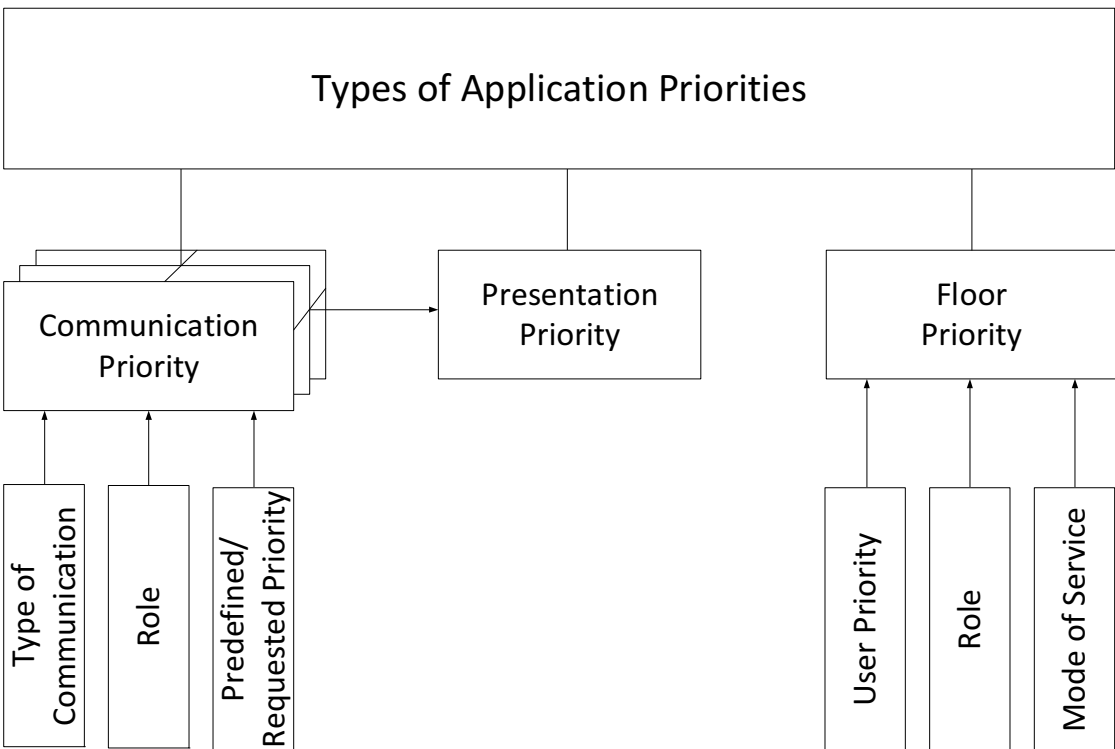 Types of Application Priorities
Communication
Priority
Presentation
Priority
Floor
Priority
Type of
Communication
Role
Predefined/
Requested Priority
User Priority
Role
Mode of Service